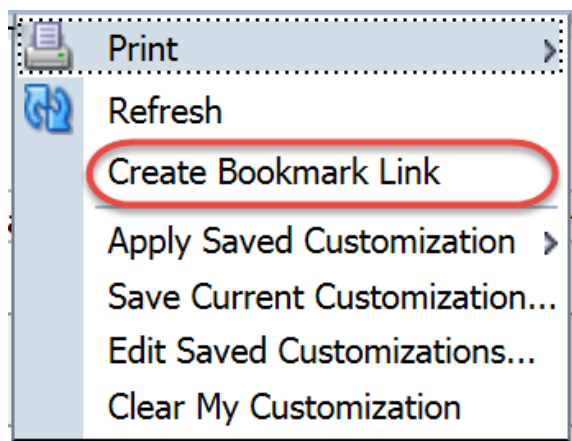 Print
Refresh
Create Bookmark Link
Apply Saved Customization
Save Current Customization...
Edit Saved Customizations...
Clear My Customization